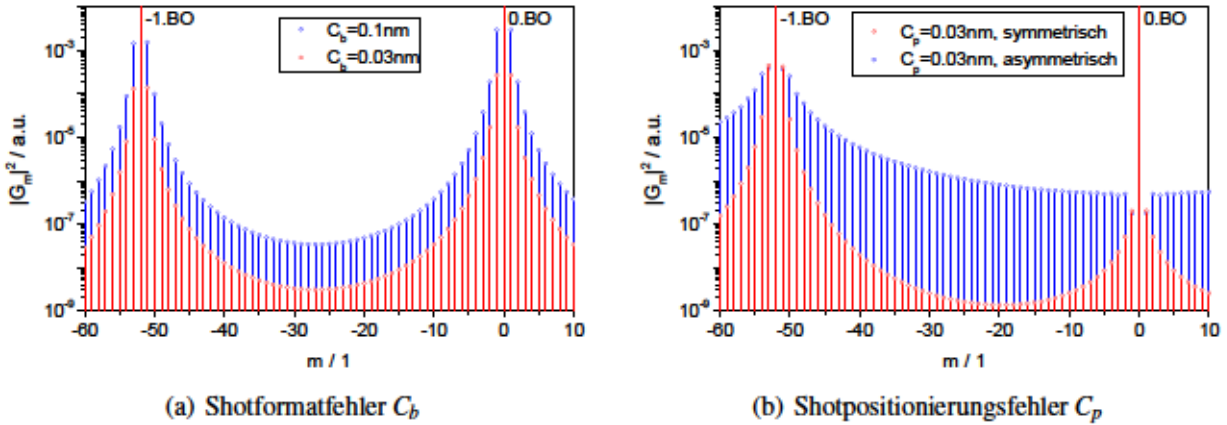 -1.BO
0.BO
C_b=0.1nm
C_b=0.03nm
10^-3
10^-5
10^-7
10^-9
|G_m|^2 / a.u.
-60 -50 -40 -30 -20 -10 0 10
m / 1
(a) Shotformatfehler C_b
-1.BO
0.BO
C_p=0.03nm, symmetrisch
C_p=0.03nm, asymmetrisch
10^-3
10^-5
10^-7
10^-9
|G_m|^2 / a.u.
-60 -50 -40 -30 -20 -10 0 10
m / 1
(b) Shotpositionierungsfehler C_p